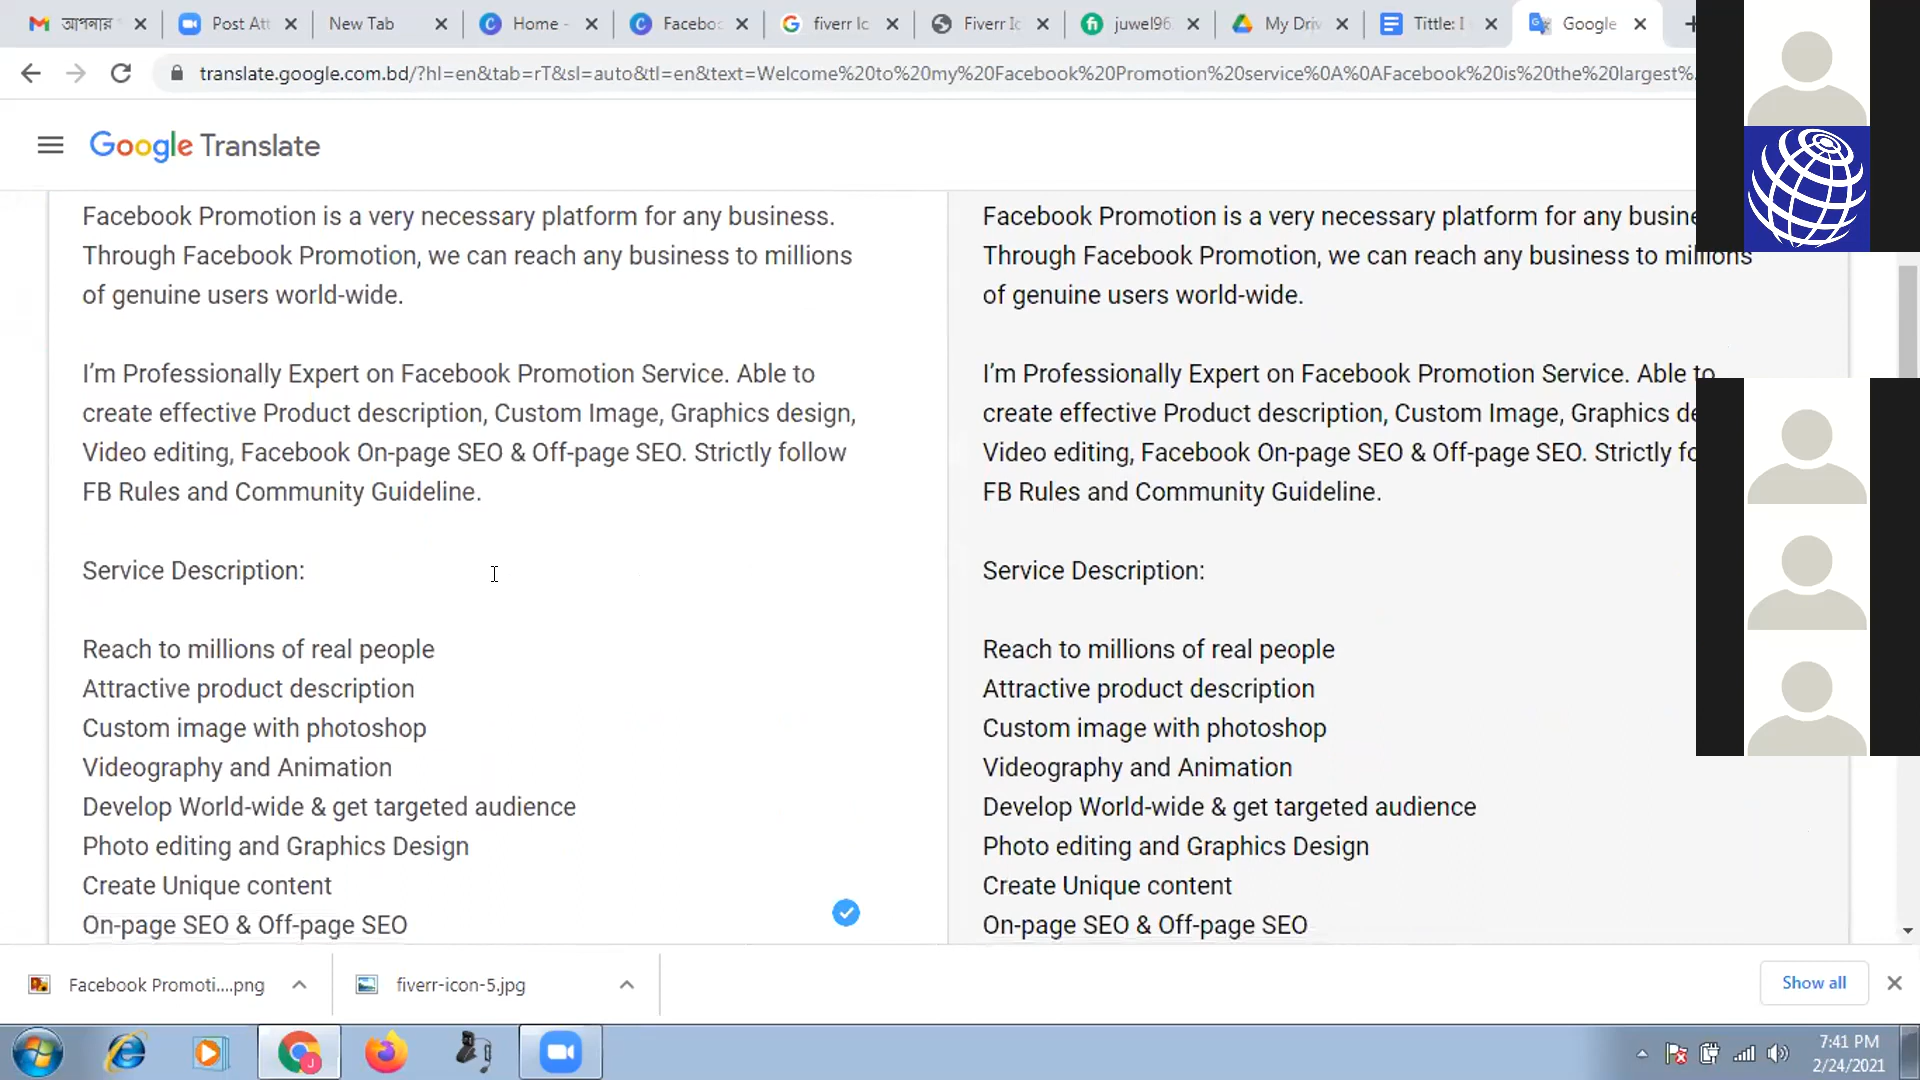 আপনার
Post Att
New Tab
Home -
Faceboo
fiverr Ic
Fiverr Ic
juwel96
My Driv
Tittle: I
Google
translate.google.com.bd/?hl=en&tab=rT&sl=auto&tl=en&text=Welcome%20to%20my%20Facebook%20Promotion%20service%0A%0AFacebook%20is%20the%20largest%
Google Translate
Facebook Promotion is a very necessary platform for any business.
Through Facebook Promotion, we can reach any business to millions
of genuine users world-wide.
I'm Professionally Expert on Facebook Promotion Service. Able to
create effective Product description, Custom Image, Graphics design,
Video editing, Facebook On-page SEO & Off-page SEO. Strictly follow
FB Rules and Community Guideline.
Service Description:
Reach to millions of real people
Attractive product description
Custom image with photoshop
Videography and Animation
Develop World-wide & get targeted audience
Photo editing and Graphics Design
Create Unique content
On-page SEO & Off-page SEO
Facebook Promotion is a very necessary platform for any busine
Through Facebook Promotion, we can reach any business to millions
of genuine users world-wide.
I'm Professionally Expert on Facebook Promotion Service. Able to
create effective Product description, Custom Image, Graphics de
Video editing, Facebook On-page SEO & Off-page SEO. Strictly fo
FB Rules and Community Guideline.
Service Description:
Reach to millions of real people
Attractive product description
Custom image with photoshop
Videography and Animation
Develop World-wide & get targeted audience
Photo editing and Graphics Design
Create Unique content
On-page SEO & Off-page SEO
Facebook Promoti....png
fiverr-icon-5.jpg
Show all
7:41 PM
2/24/2021